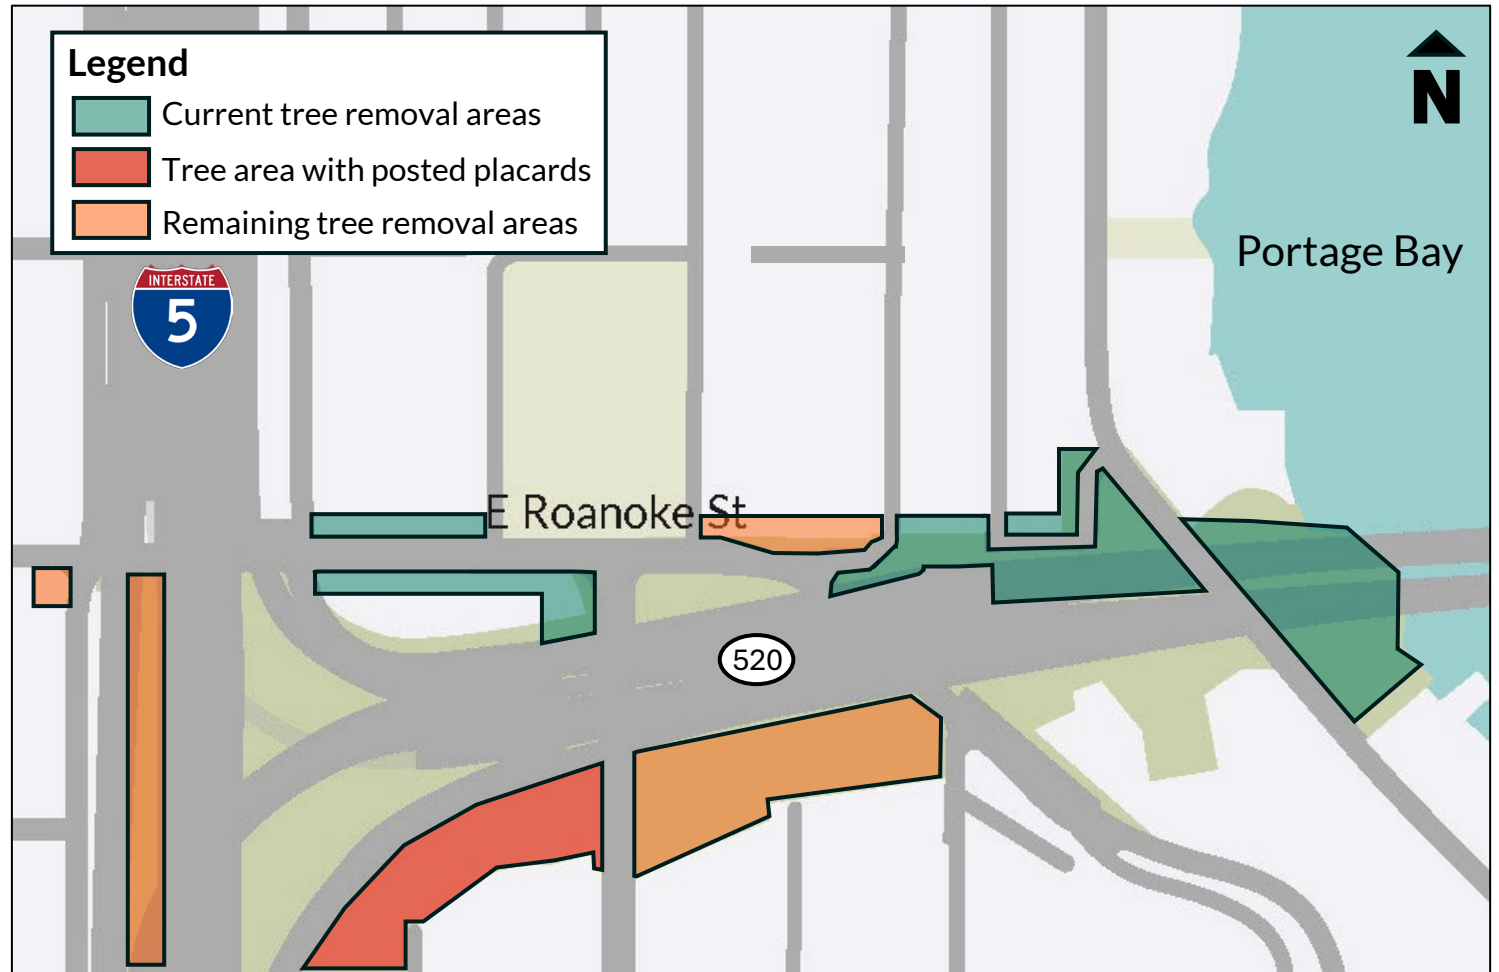 Legend
Current tree removal areas
Tree area with posted placards
Remaining tree removal areas
N
Portage Bay
INTERSTATE
5
E Roanoke St
520